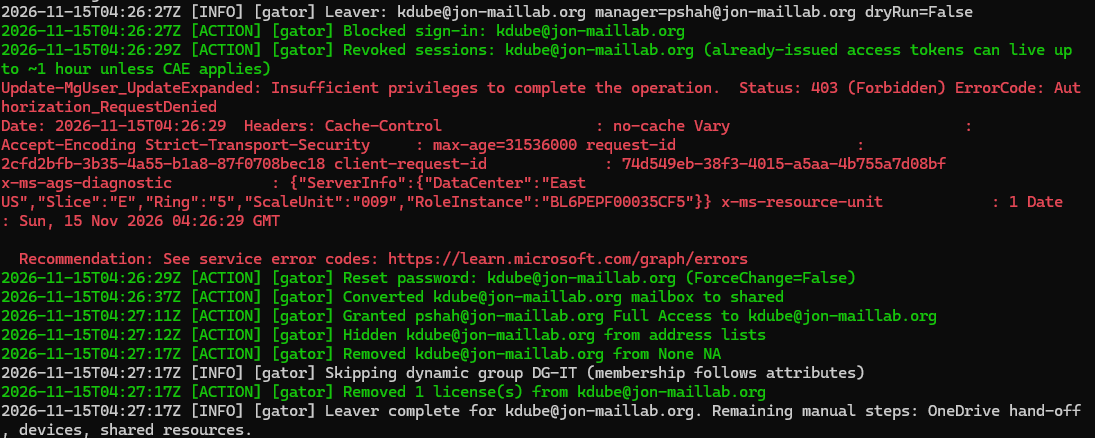 2026-11-15T04:26:27Z [INFO] [gator] Leaver: kdube@jon-maillab.org manager=pshah@jon-maillab.org dryRun=False
2026-11-15T04:26:27Z [ACTION] [gator] Blocked sign-in: kdube@jon-maillab.org
2026-11-15T04:26:29Z [ACTION] [gator] Revoked sessions: kdube@jon-maillab.org (already-issued access tokens can live up
to ~1 hour unless CAE applies)
Update-MgUser_UpdateExpanded: Insufficient privileges to complete the operation.  Status: 403 (Forbidden) ErrorCode: Aut
horization_RequestDenied
Date: 2026-11-15T04:26:29  Headers: Cache-Control                 : no-cache Vary                          :
Accept-Encoding Strict-Transport-Security     : max-age=31536000 request-id                    :
2cfd2bfb-3b35-4a55-b1a8-87f0708bec18 client-request-id             : 74d549eb-38f3-4015-a5aa-4b755a7d08bf
x-ms-ags-diagnostic           : {"ServerInfo":{"DataCenter":"East
US","Slice":"E","Ring":"5","ScaleUnit":"009","RoleInstance":"BL6PEPF00035CF5"}} x-ms-resource-unit            : 1 Date
: Sun, 15 Nov 2026 04:26:29 GMT
  Recommendation: See service error codes: https://learn.microsoft.com/graph/errors
2026-11-15T04:26:29Z [ACTION] [gator] Reset password: kdube@jon-maillab.org (ForceChange=False)
2026-11-15T04:26:37Z [ACTION] [gator] Converted kdube@jon-maillab.org mailbox to shared
2026-11-15T04:27:11Z [ACTION] [gator] Granted pshah@jon-maillab.org Full Access to kdube@jon-maillab.org
2026-11-15T04:27:12Z [ACTION] [gator] Hidden kdube@jon-maillab.org from address lists
2026-11-15T04:27:17Z [ACTION] [gator] Removed kdube@jon-maillab.org from None NA
2026-11-15T04:27:17Z [INFO] [gator] Skipping dynamic group DG-IT (membership follows attributes)
2026-11-15T04:27:17Z [ACTION] [gator] Removed 1 license(s) from kdube@jon-maillab.org
2026-11-15T04:27:17Z [INFO] [gator] Leaver complete for kdube@jon-maillab.org. Remaining manual steps: OneDrive hand-off
, devices, shared resources.